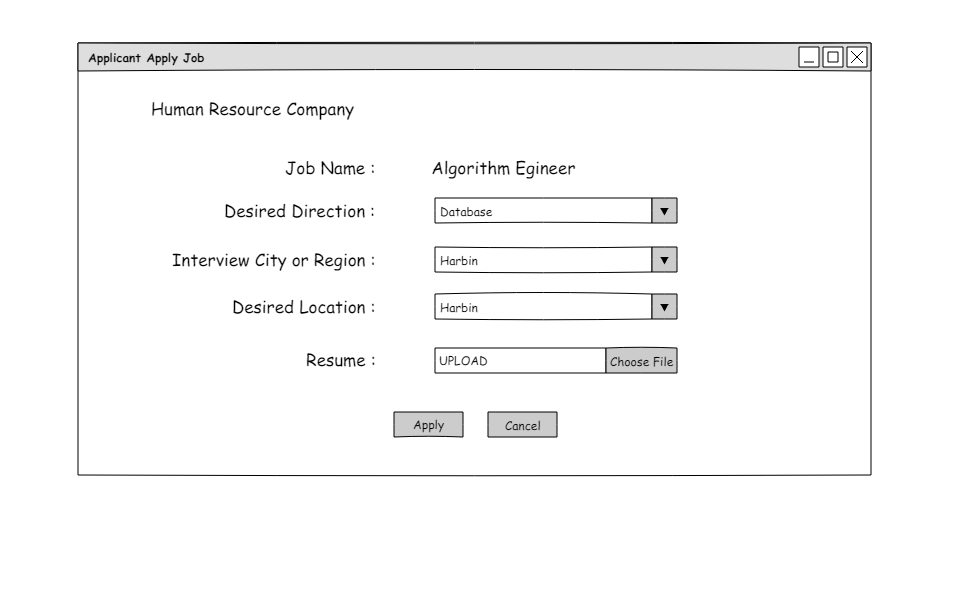 Applicant Apply Job
Human Resource Company
Job Name : Algorithm Egineer
Desired Direction : Database
Interview City or Region : Harbin
Desired Location : Harbin
Resume : UPLOAD Choose File
Apply Cancel